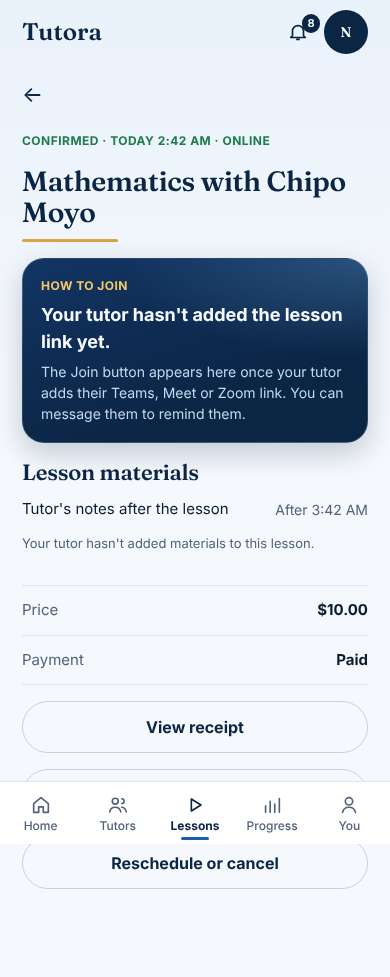 Tutora
8
N
CONFIRMED · TODAY 2:42 AM · ONLINE
Mathematics with Chipo
Moyo
HOW TO JOIN
Your tutor hasn't added the lesson
link yet.
The Join button appears here once your tutor
adds their Teams, Meet or Zoom link. You can
message them to remind them.
Lesson materials
Tutor's notes after the lesson After 3:42 AM
Your tutor hasn't added materials to this lesson.
Price $10.00
Payment Paid
View receipt
Home Tutors Lessons Progress You
Reschedule or cancel